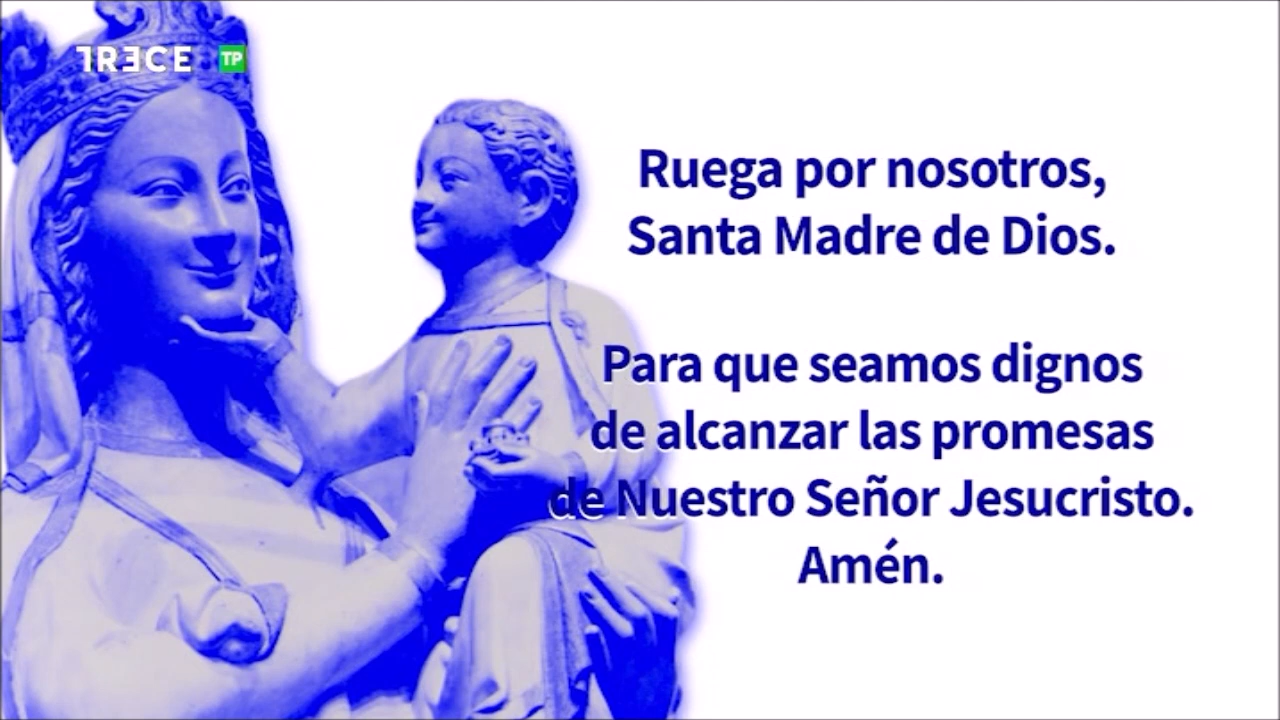 TRECE TP
Ruega por nosotros,
Santa Madre de Dios.
Para que seamos dignos
de alcanzar las promesas
de Nuestro Señor Jesucristo.
Amén.